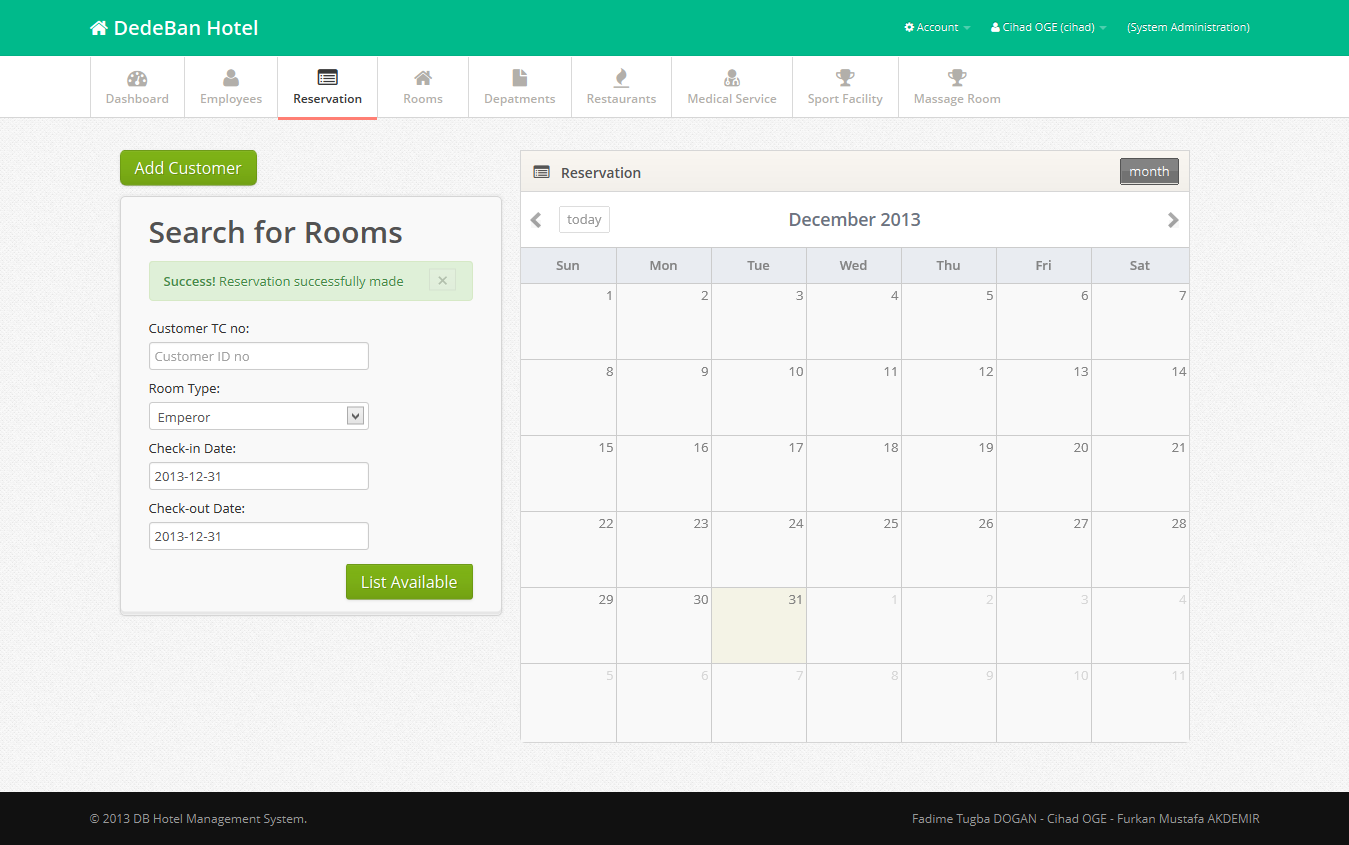 DedeBan Hotel
Account
Cihad OGE (cihad)
(System Administration)
Dashboard
Employees
Reservation
Rooms
Depatments
Restaurants
Medical Service
Sport Facility
Massage Room
Add Customer
Search for Rooms
Success! Reservation successfully made
×
Customer TC no:
Customer ID no
Room Type:
Emperor
Check-in Date:
2013-12-31
Check-out Date:
2013-12-31
List Available
Reservation
month
today
December 2013
Sun Mon Tue Wed Thu Fri Sat
1 2 3 4 5 6 7
8 9 10 11 12 13 14
15 16 17 18 19 20 21
22 23 24 25 26 27 28
29 30 31 1 2 3 4
5 6 7 8 9 10 11
© 2013 DB Hotel Management System.
Fadime Tugba DOGAN - Cihad OGE - Furkan Mustafa AKDEMIR